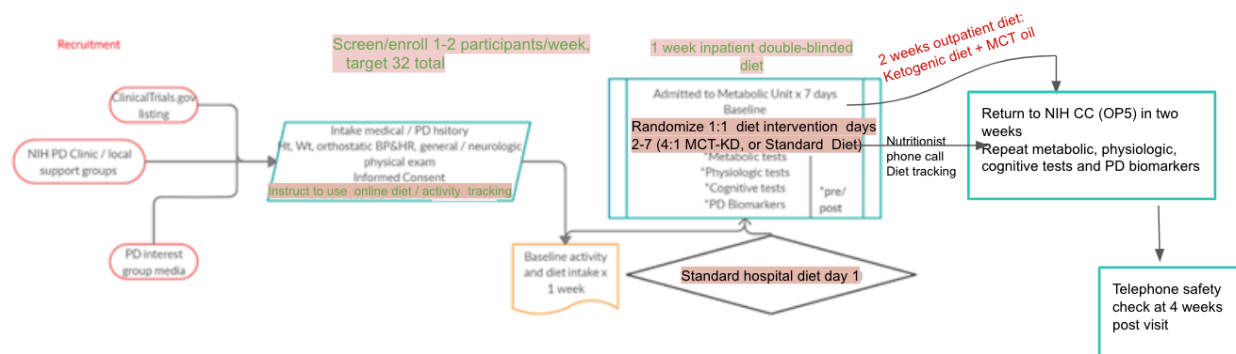 Recruitment
ClinicalTrials.gov
listing
NIH PD Clinic / local
support groups
PD interest
group media
Screen/enroll 1-2 participants/week,
target 32 total
Intake medical / PD hsitory
Ht, Wt, orthostatic BP&HR, general / neurologic
physical exam
Informed Consent
Instruct to use online diet / activity tracking
Baseline activity
and diet intake x
1 week
1 week inpatient double-blinded
diet
Admitted to Metabolic Unit x 7 days
Baseline
Randomize 1:1 diet intervention days
2-7 (4:1 MCT-KD, or Standard Diet)
*Metabolic tests
*Physiologic tests
*Cognitive tests
*PD Biomarkers
*pre/
post
Standard hospital diet day 1
2 weeks outpatient diet:
Ketogenic diet + MCT oil
Nutritionist
phone call
Diet tracking
Return to NIH CC (OP5) in two
weeks
Repeat metabolic, physiologic,
cognitive tests and PD biomarkers
Telephone safety
check at 4 weeks
post visit